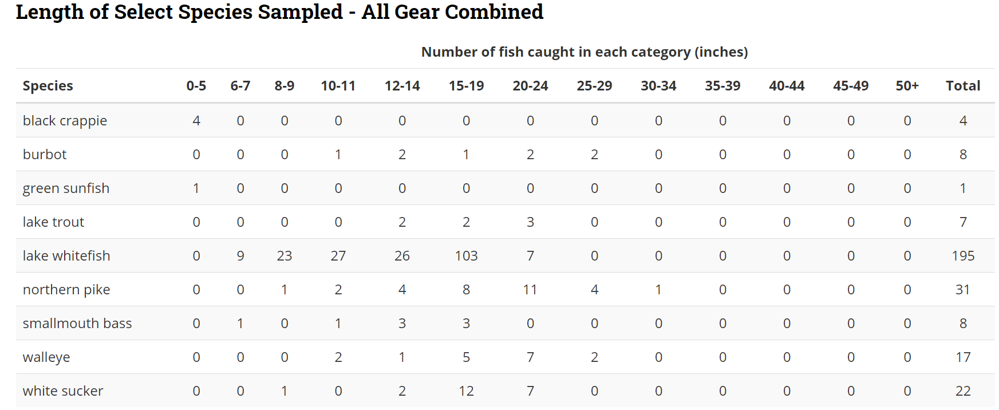 Length of Select Species Sampled - All Gear Combined
Number of fish caught in each category (inches)
Species 0-5 6-7 8-9 10-11 12-14 15-19 20-24 25-29 30-34 35-39 40-44 45-49 50+ Total
black crappie 4 0 0 0 0 0 0 0 0 0 0 0 0 4
burbot 0 0 0 1 2 1 2 2 0 0 0 0 0 8
green sunfish 1 0 0 0 0 0 0 0 0 0 0 0 0 1
lake trout 0 0 0 0 2 2 3 0 0 0 0 0 0 7
lake whitefish 0 9 23 27 26 103 7 0 0 0 0 0 0 195
northern pike 0 0 1 2 4 8 11 4 1 0 0 0 0 31
smallmouth bass 0 1 0 1 3 3 0 0 0 0 0 0 0 8
walleye 0 0 0 2 1 5 7 2 0 0 0 0 0 17
white sucker 0 0 1 0 2 12 7 0 0 0 0 0 0 22